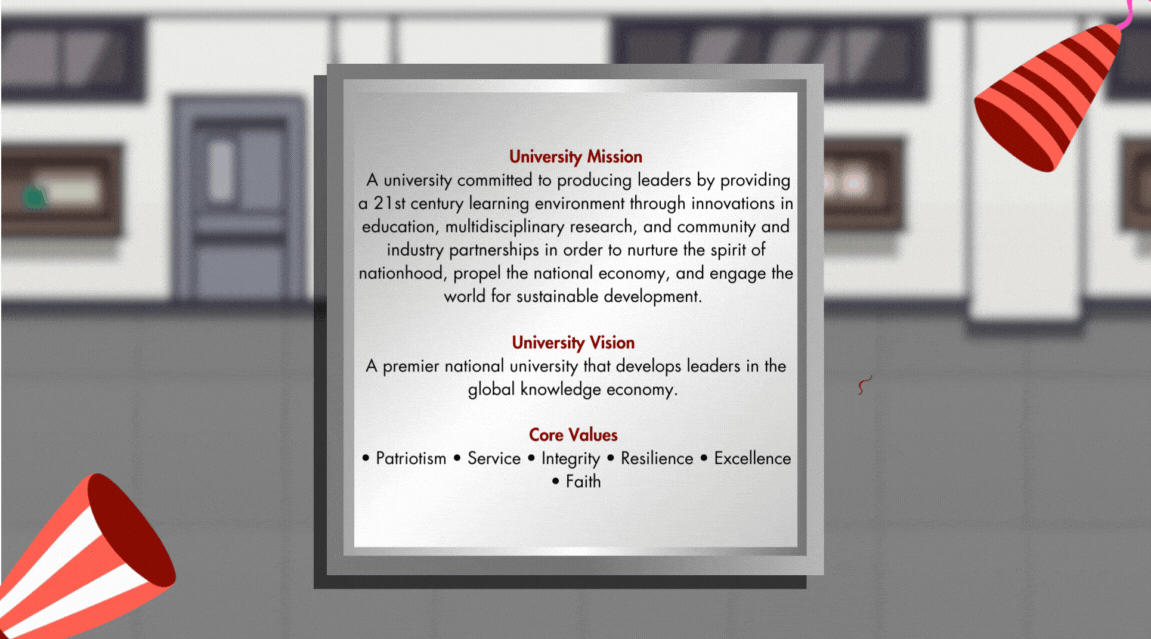 University Mission
A university committed to producing leaders by providing
a 21st century learning environment through innovations in
education, multidisciplinary research, and community and
industry partnerships in order to nurture the spirit of
nationhood, propel the national economy, and engage the
world for sustainable development.
University Vision
A premier national university that develops leaders in the
global knowledge economy.
Core Values
• Patriotism • Service • Integrity • Resilience • Excellence
• Faith